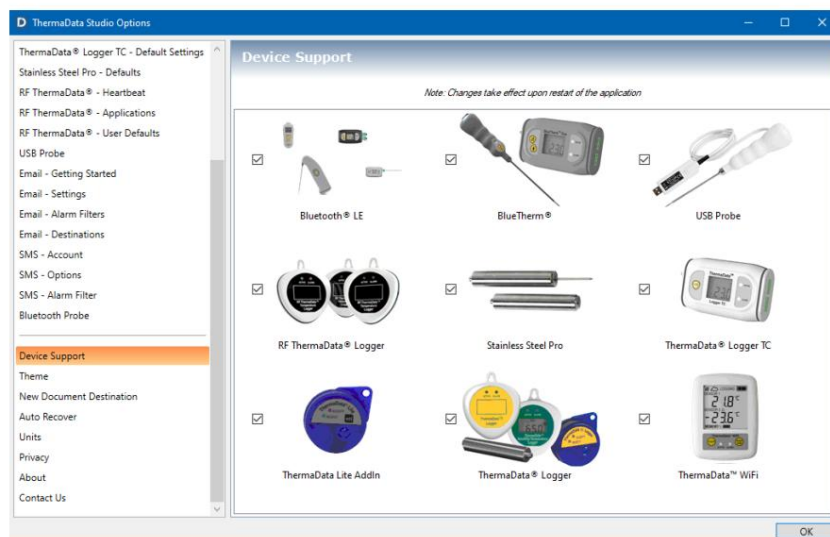 ThermaData Studio Options
ThermaData® Logger TC - Default Settings
Stainless Steel Pro - Defaults
RF ThermaData® - Heartbeat
RF ThermaData® - Applications
RF ThermaData® - User Defaults
USB Probe
Email - Getting Started
Email - Settings
Email - Alarm Filters
Email - Destinations
SMS - Account
SMS - Options
SMS - Alarm Filter
Bluetooth Probe
Device Support
Theme
New Document Destination
Auto Recover
Units
Privacy
About
Contact Us
Device Support
Note: Changes take effect upon restart of the application
Bluetooth® LE
BlueTherm®
USB Probe
RF ThermaData® Logger
Stainless Steel Pro
ThermaData® Logger TC
ThermaData Lite AddIn
ThermaData® Logger
ThermaData™ WiFi
OK